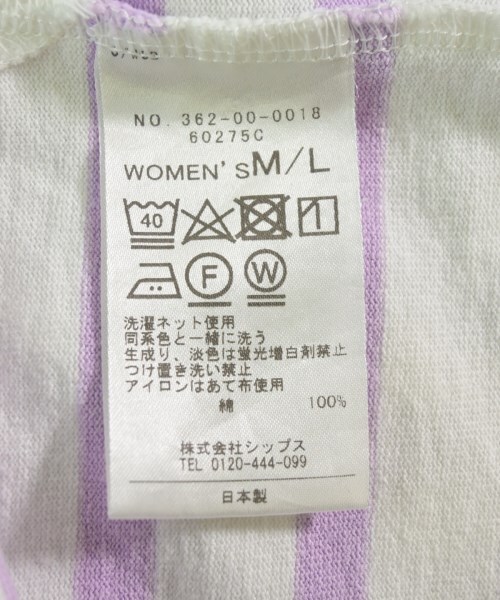 NO. 362-00-0018
60275C
WOMEN'S M/L
40
F W
洗濯ネット使用
同系色と一緒に洗う
生成り、淡色は蛍光増白剤禁止
つけ置き洗い禁止
アイロンはあて布使用
綿 100%
株式会社シップス
TEL 0120-444-099
日本製